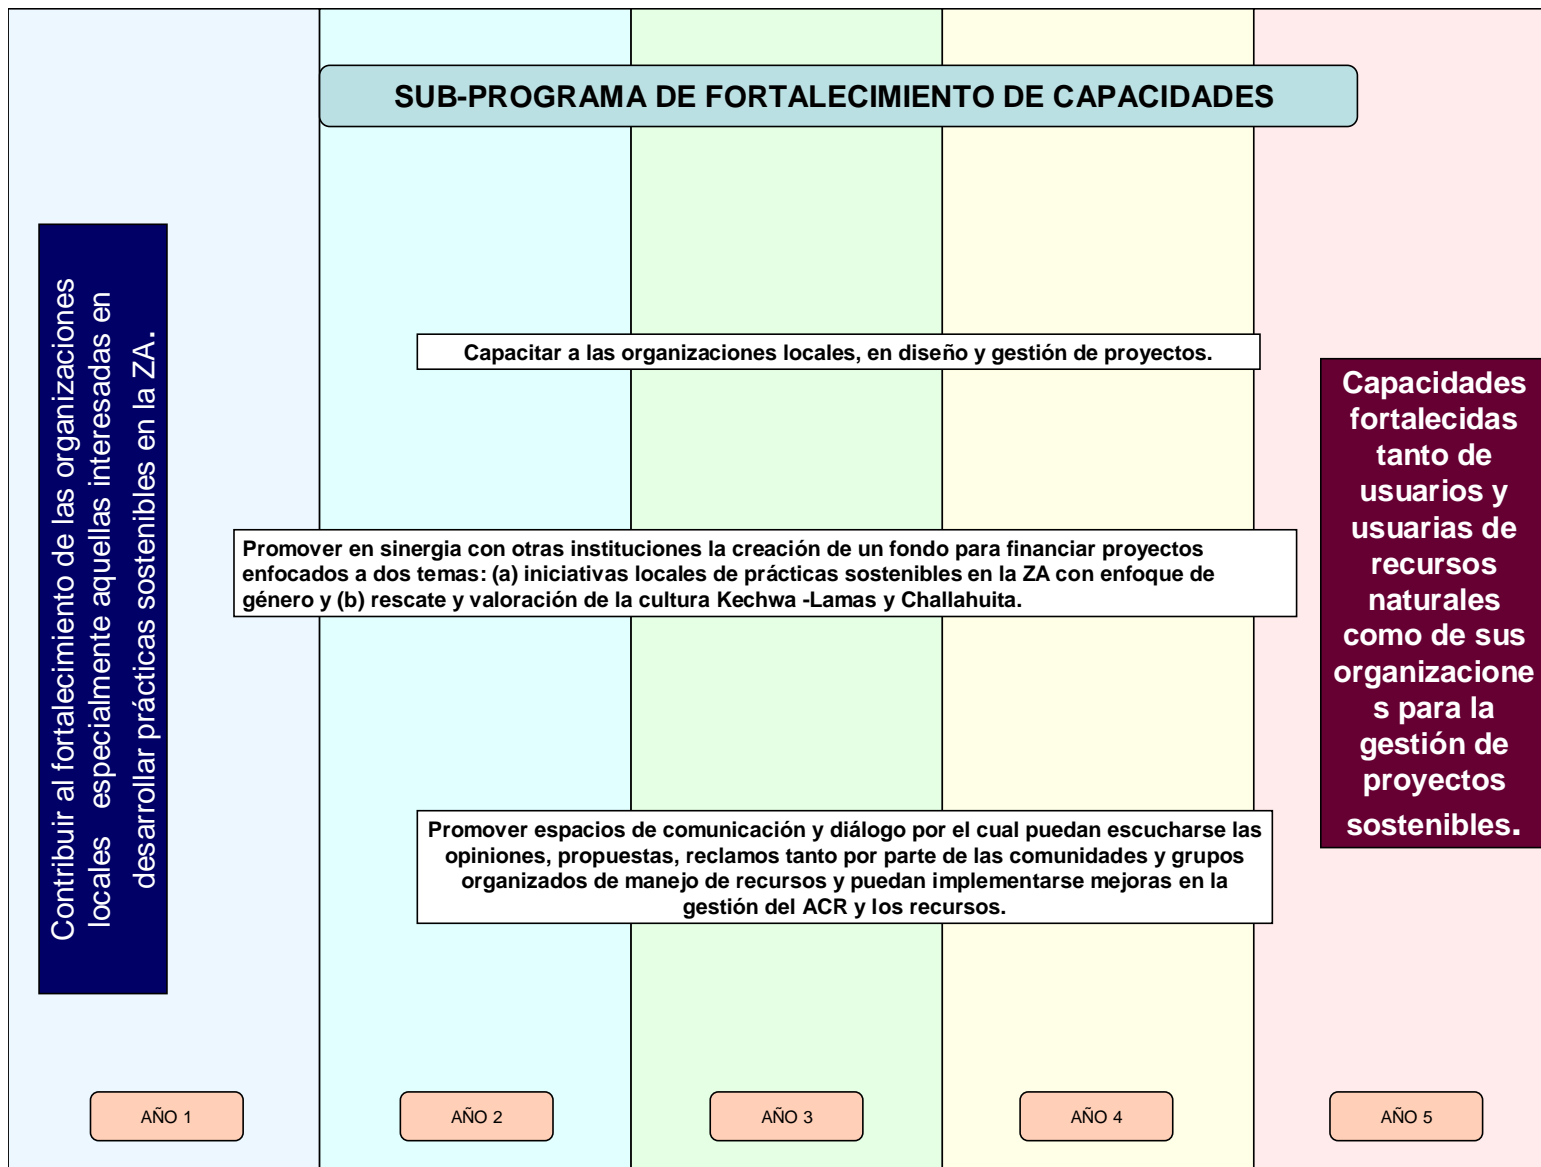 SUB-PROGRAMA DE FORTALECIMIENTO DE CAPACIDADES
Contribuir al fortalecimiento de las organizaciones
locales especialmente aquellas interesadas en
desarrollar prácticas sostenibles en la ZA.
Capacitar a las organizaciones locales, en diseño y gestión de proyectos.
Promover en sinergia con otras instituciones la creación de un fondo para financiar proyectos
enfocados a dos temas: (a) iniciativas locales de prácticas sostenibles en la ZA con enfoque de
género y (b) rescate y valoración de la cultura Kechwa -Lamas y Challahuita.
Promover espacios de comunicación y diálogo por el cual puedan escucharse las
opiniones, propuestas, reclamos tanto por parte de las comunidades y grupos
organizados de manejo de recursos y puedan implementarse mejoras en la
gestión del ACR y los recursos.
Capacidades
fortalecidas
tanto de
usuarios y
usuarias de
recursos
naturales
como de sus
organizacione
s para la
gestión de
proyectos
sostenibles.
AÑO 1
AÑO 2
AÑO 3
AÑO 4
AÑO 5